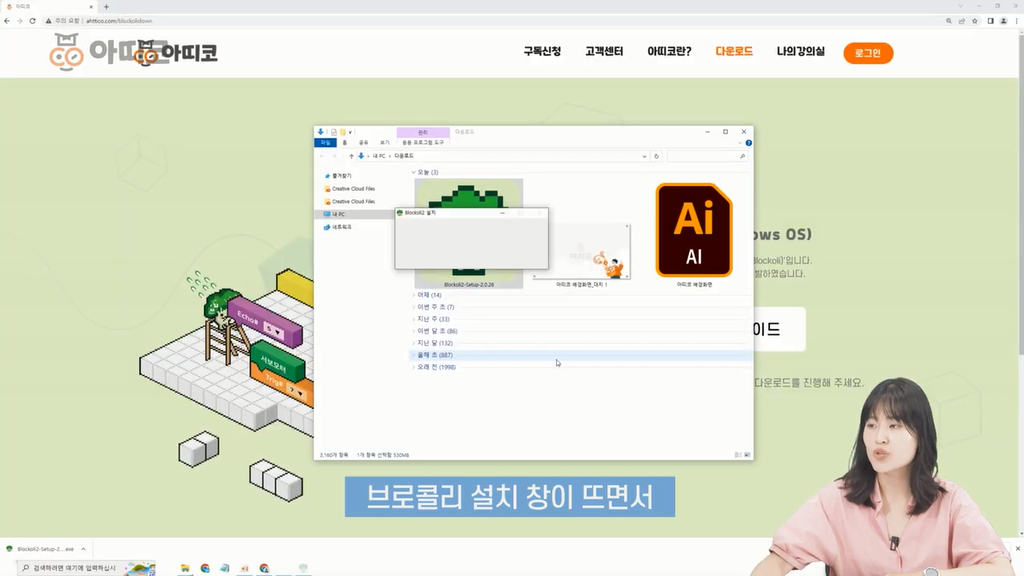 아띠코
주의 요함
ahttico.com/blockolidown
아띠코
아띠코
구독신청
고객센터
아띠코란?
다운로드
나의강의실
로그인
관리
다운로드
파일
홈
공유
보기
응용 프로그램 도구
내 PC
다운로드
즐겨찾기
Creative Cloud Files
Creative Cloud Files
내 PC
네트워크
오늘 (3)
Blockoli2 설치
Ai
AI
Blockoli2-Setup-2.0.26
아띠코 배경화면_대지 1
아띠코 배경화면
어제 (14)
이번 주 초 (7)
지난 주 (33)
이번 달 초 (86)
지난 달 (132)
올해 초 (887)
오래 전 (1998)
3,160개 항목
1개 항목 선택함 530MB
ows OS)
lockoli)'입니다.
발하였습니다.
이드
다운로드를 진행해 주세요.
Echo#
5
서보모터
Trig#
7
브로콜리 설치 창이 뜨면서
Blockoli2-Setup-2....exe
검색하려면 여기에 입력하십시